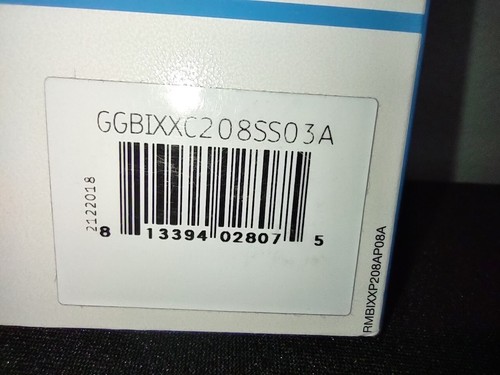 GGBIXXC208SS03A
2122018
8 13394 02807 5
RMBIXXP208AP08A